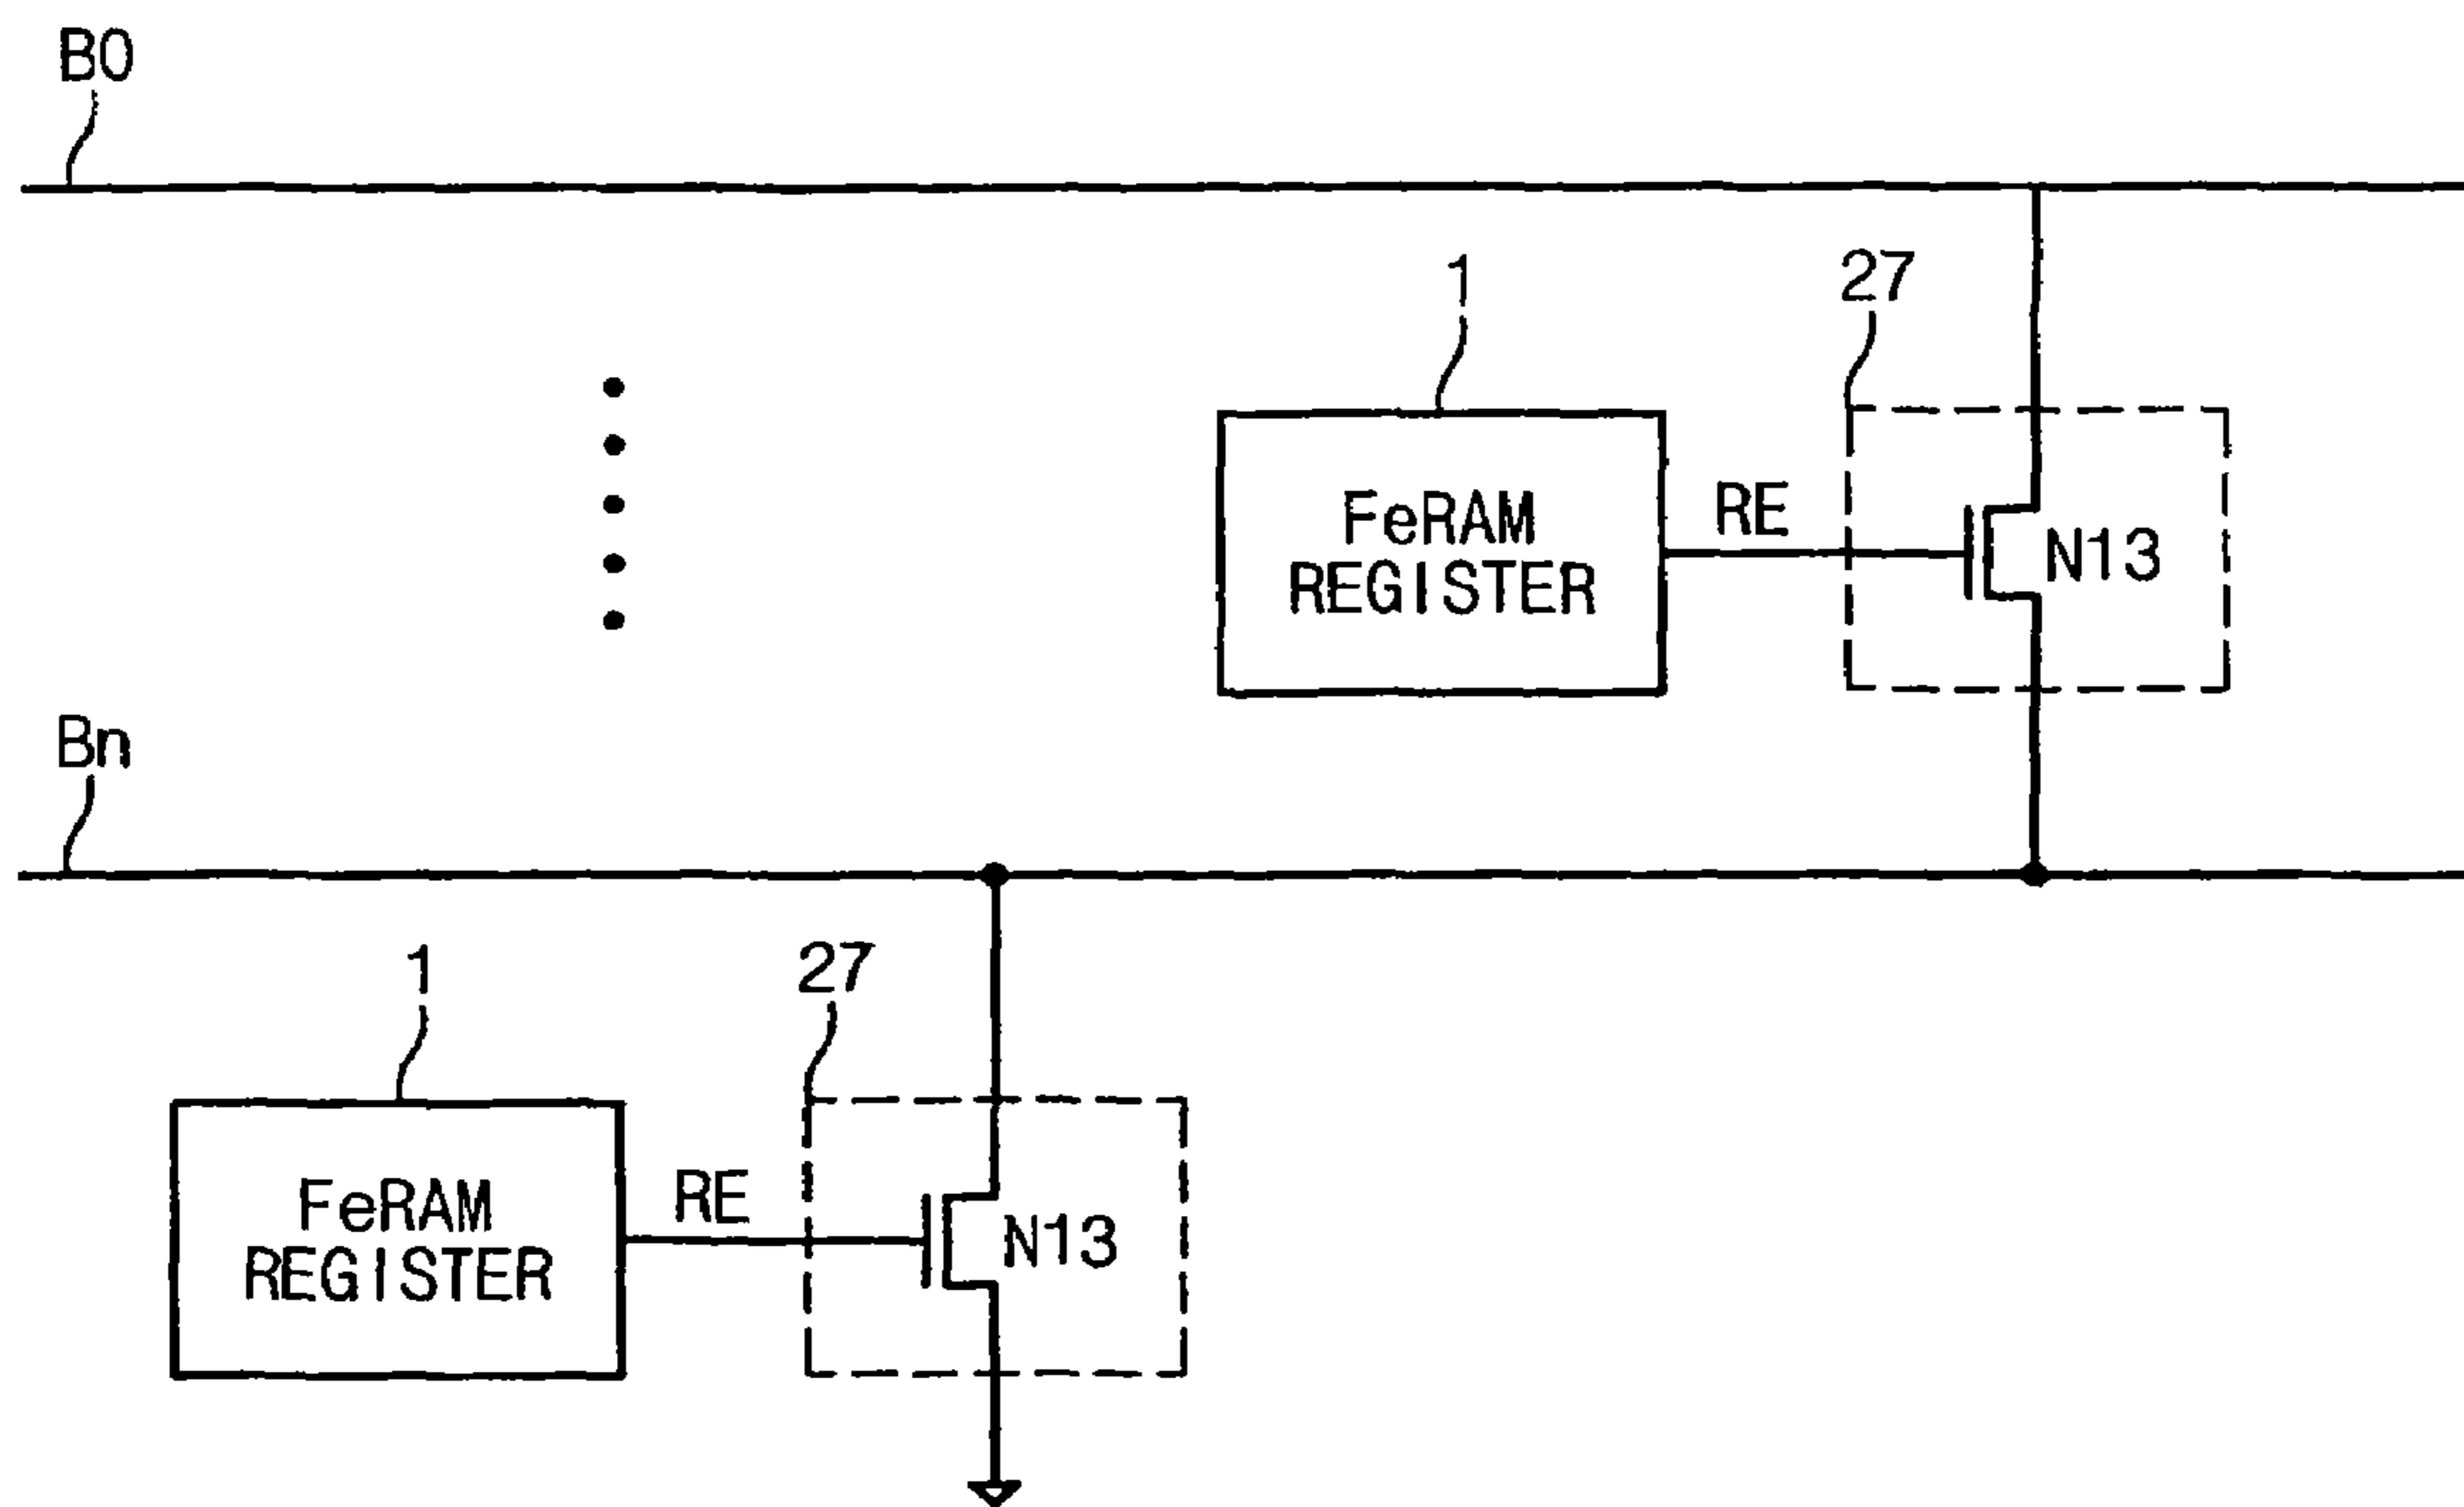 B0
1
27
FeRAM
REGISTER
RE
N13
Bn
1
27
FeRAM
REGISTER
RE
N13